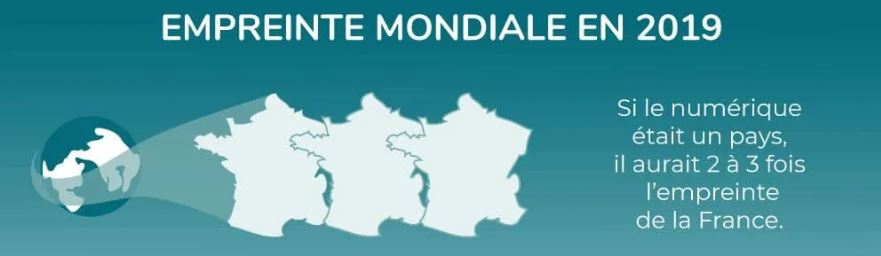 EMPREINTE MONDIALE EN 2019
Si le numérique
était un pays,
il aurait 2 à 3 fois
l’empreinte
de la France.